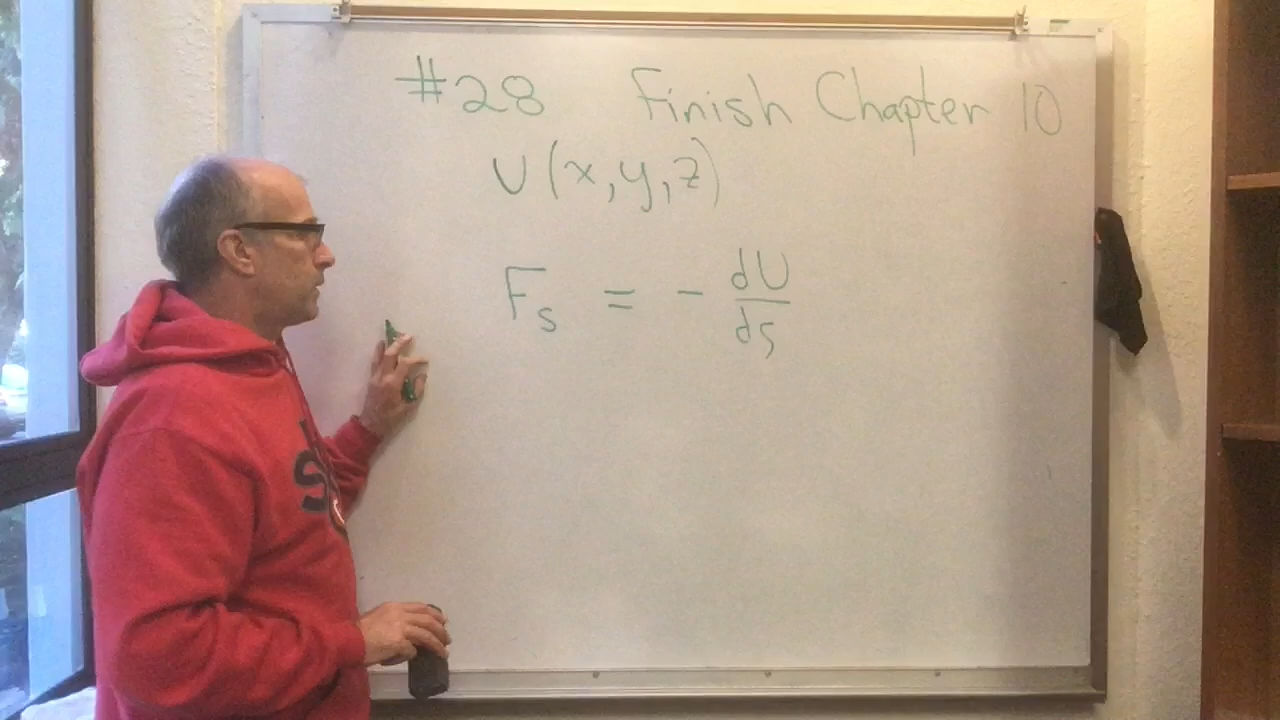 #28 Finish Chapter 10
U(x,y,z)
Fs = - dU/ds